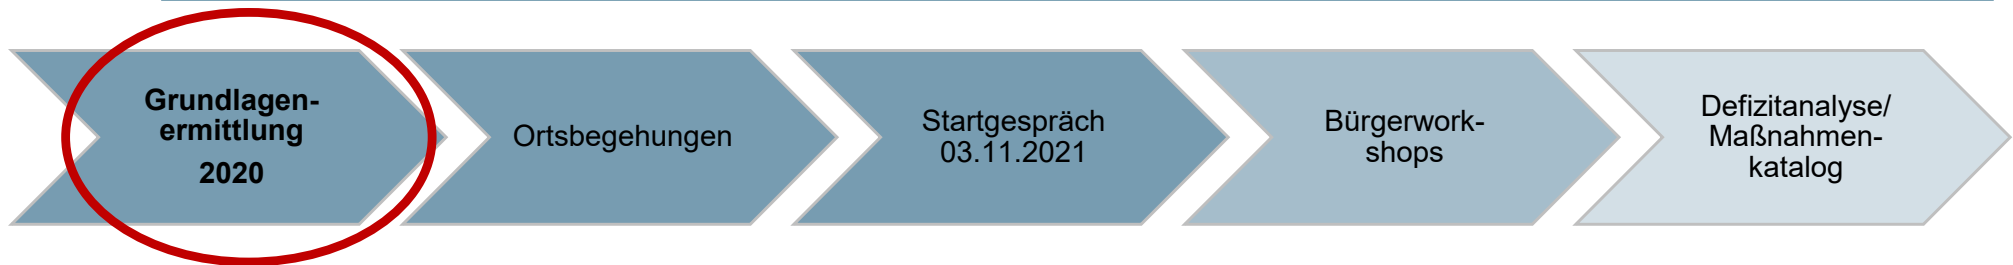 Grundlagen-
ermittlung
2020
Ortsbegehungen
Startgespräch
03.11.2021
Bürgerwork-
shops
Defizitanalyse/
Maßnahmen-
katalog